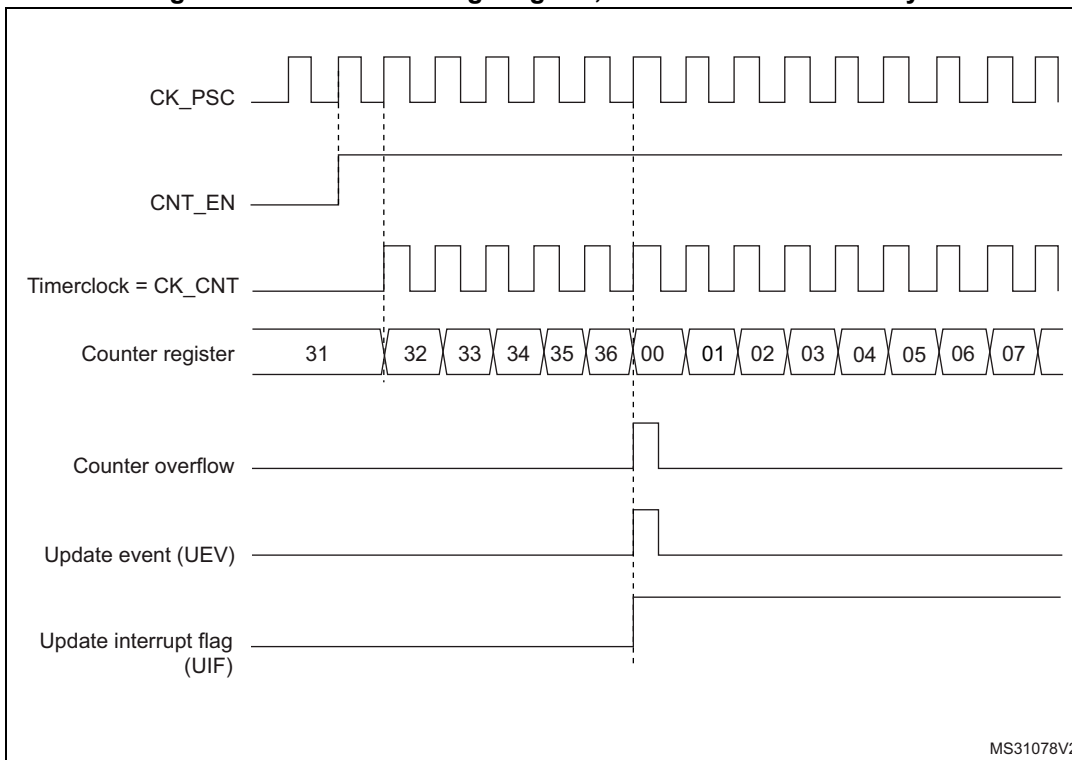 CK_PSC
CNT_EN
Timerclock = CK_CNT
Counter register 31 32 33 34 35 36 00 01 02 03 04 05 06 07
Counter overflow
Update event (UEV)
Update interrupt flag
(UIF)
MS31078V2